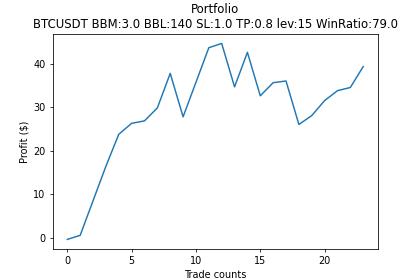 Portfolio
BTCUSDT BBM:3.0 BBL:140 SL:1.0 TP:0.8 lev:15 WinRatio:79.0
40
30
20
10
0
Profit ($)
0 5 10 15 20
Trade counts